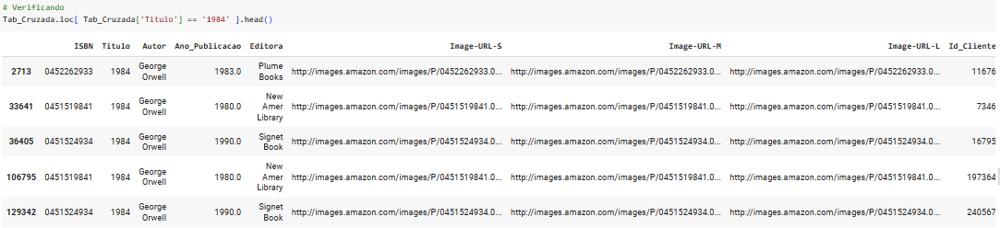 # Verificando
Tab_Cruzada.loc[ Tab_Cruzada['Titulo'] == '1984' ].head()
ISBN Titulo Autor Ano_Publicacao Editora Image-URL-S Image-URL-M Image-URL-L Id_Cliente
2713 0452262933 1984 George Orwell 1983.0 Plume Books http://images.amazon.com/images/P/0452262933.0... http://images.amazon.com/images/P/0452262933.0... http://images.amazon.com/images/P/0452262933.0... 11676
33641 0451519841 1984 George Orwell 1980.0 New Amer Library http://images.amazon.com/images/P/0451519841.0... http://images.amazon.com/images/P/0451519841.0... http://images.amazon.com/images/P/0451519841.0... 7346
36405 0451524934 1984 George Orwell 1990.0 Signet Book http://images.amazon.com/images/P/0451524934.0... http://images.amazon.com/images/P/0451524934.0... http://images.amazon.com/images/P/0451524934.0... 16795
106795 0451519841 1984 George Orwell 1980.0 New Amer Library http://images.amazon.com/images/P/0451519841.0... http://images.amazon.com/images/P/0451519841.0... http://images.amazon.com/images/P/0451519841.0... 197364
129342 0451524934 1984 George Orwell 1990.0 Signet Book http://images.amazon.com/images/P/0451524934.0... http://images.amazon.com/images/P/0451524934.0... http://images.amazon.com/images/P/0451524934.0... 240567